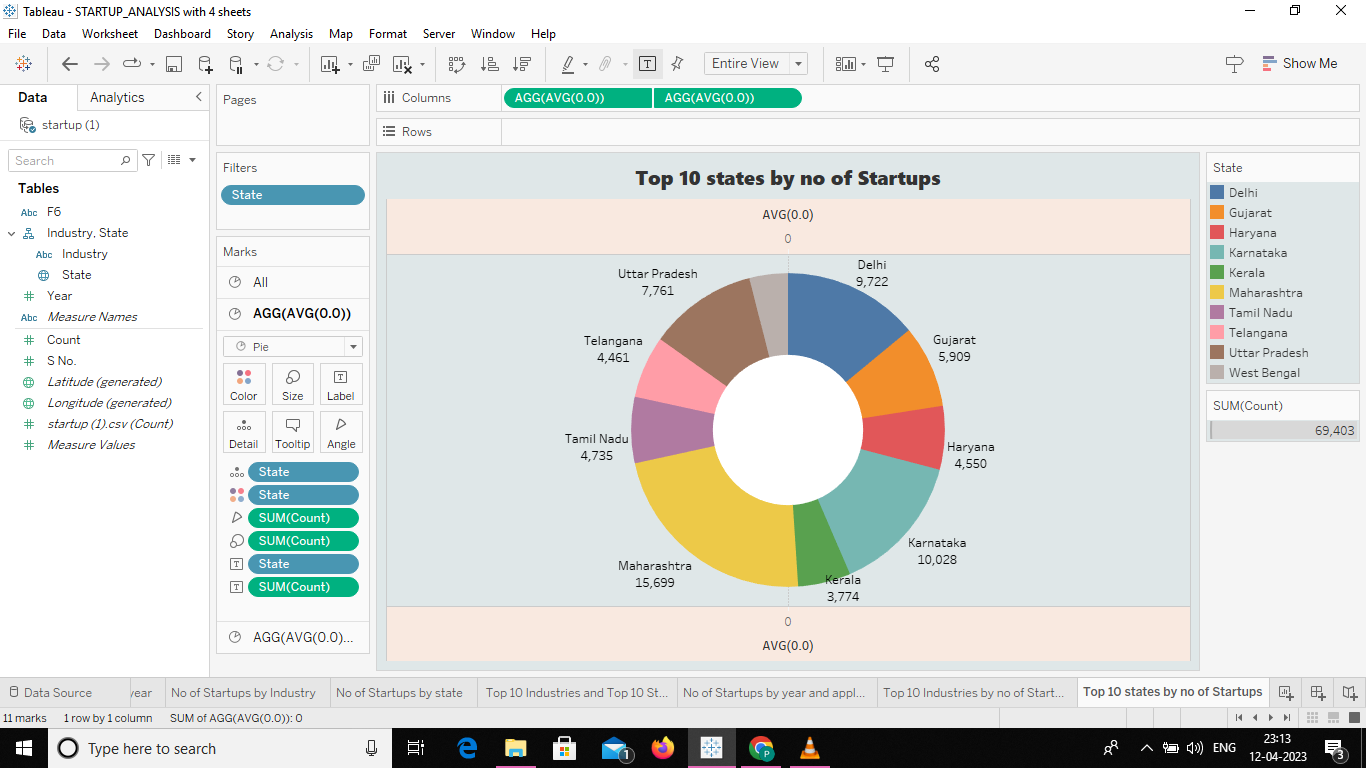 Tableau - STARTUP_ANALYSIS with 4 sheets
File Data Worksheet Dashboard Story Analysis Map Format Server Window Help
Entire View
Show Me
Data Analytics
startup (1)
Search
Tables
Abc F6
Industry, State
Abc Industry
State
Year
Abc Measure Names
Count
S No.
Latitude (generated)
Longitude (generated)
startup (1).csv (Count)
Measure Values
Pages
Filters
State
Marks
All
AGG(AVG(0.0))
Pie
Color Size Label
Detail Tooltip Angle
State
State
SUM(Count)
SUM(Count)
State
SUM(Count)
AGG(AVG(0.0)...
Columns AGG(AVG(0.0)) AGG(AVG(0.0))
Rows
Top 10 states by no of Startups
AVG(0.0)
0
Delhi
9,722
Gujarat
5,909
Haryana
4,550
Karnataka
10,028
Kerala
3,774
Maharashtra
15,699
Tamil Nadu
4,735
Telangana
4,461
Uttar Pradesh
7,761
0
AVG(0.0)
State
Delhi
Gujarat
Haryana
Karnataka
Kerala
Maharashtra
Tamil Nadu
Telangana
Uttar Pradesh
West Bengal
SUM(Count)
69,403
Data Source year No of Startups by Industry No of Startups by state Top 10 Industries and Top 10 St... No of Startups by year and appl... Top 10 Industries by no of Start... Top 10 states by no of Startups
11 marks 1 row by 1 column SUM of AGG(AVG(0.0)): 0
Type here to search
1
P
ENG
23:13
12-04-2023
3